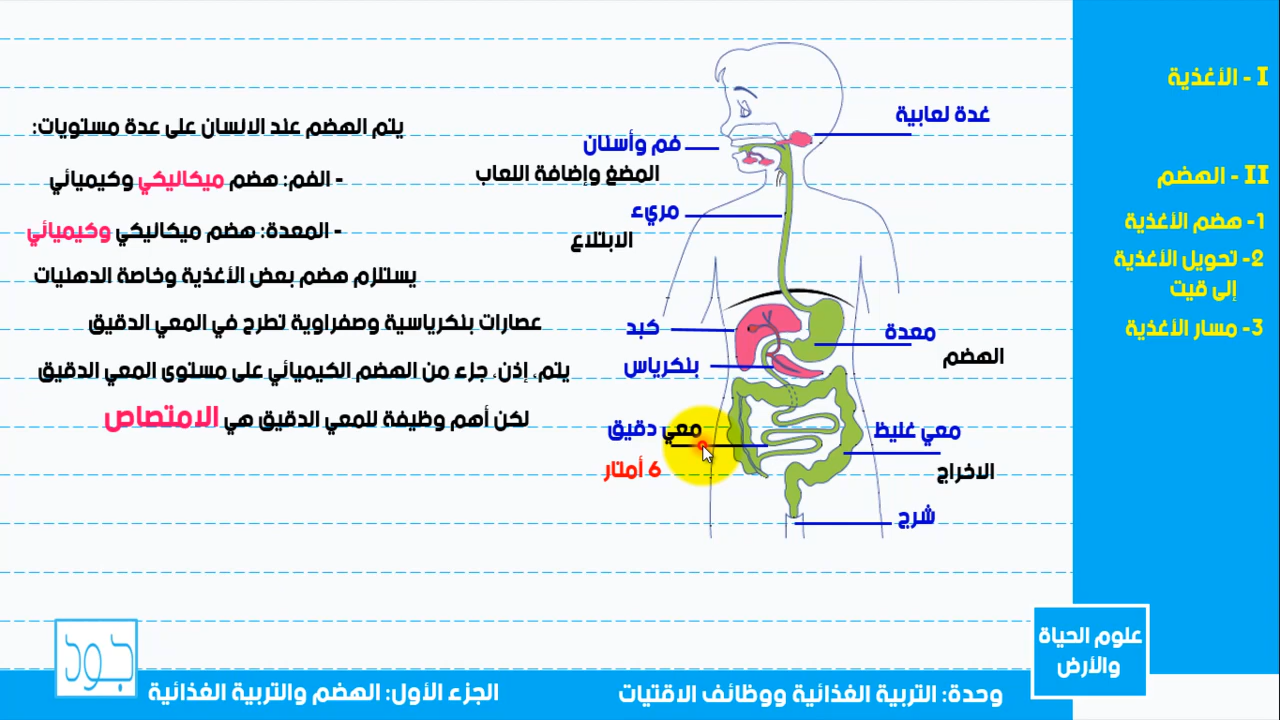 I - الأغذية
II - الهضم
1- هضم الأغذية
2- تحويل الأغذية
إلى قيت
3- مسار الأغذية
غدة لعابية
فم وأسنان
المضغ وإضافة اللعاب
مريء
الابتلاع
كبد
معدة
الهضم
بنكرياس
معي دقيق
6 أمتار
معي غليظ
الاخراج
شرج
يتم الهضم عند الانسان على عدة مستويات:
- الفم: هضم ميكانيكي وكيميائي
- المعدة: هضم ميكانيكي وكيميائي
يستلزم هضم بعض الأغذية وخاصة الدهنيات
عصارات بنكرياسية وصفراوية تطرح في المعي الدقيق
يتم، إذن، جزء من الهضم الكيميائي على مستوى المعي الدقيق
لكن أهم وظيفة للمعي الدقيق هي الامتصاص
علوم الحياة
والأرض
وحدة: التربية الغذائية ووظائف الاقتيات
الجزء الأول: الهضم والتربية الغذائية
جود